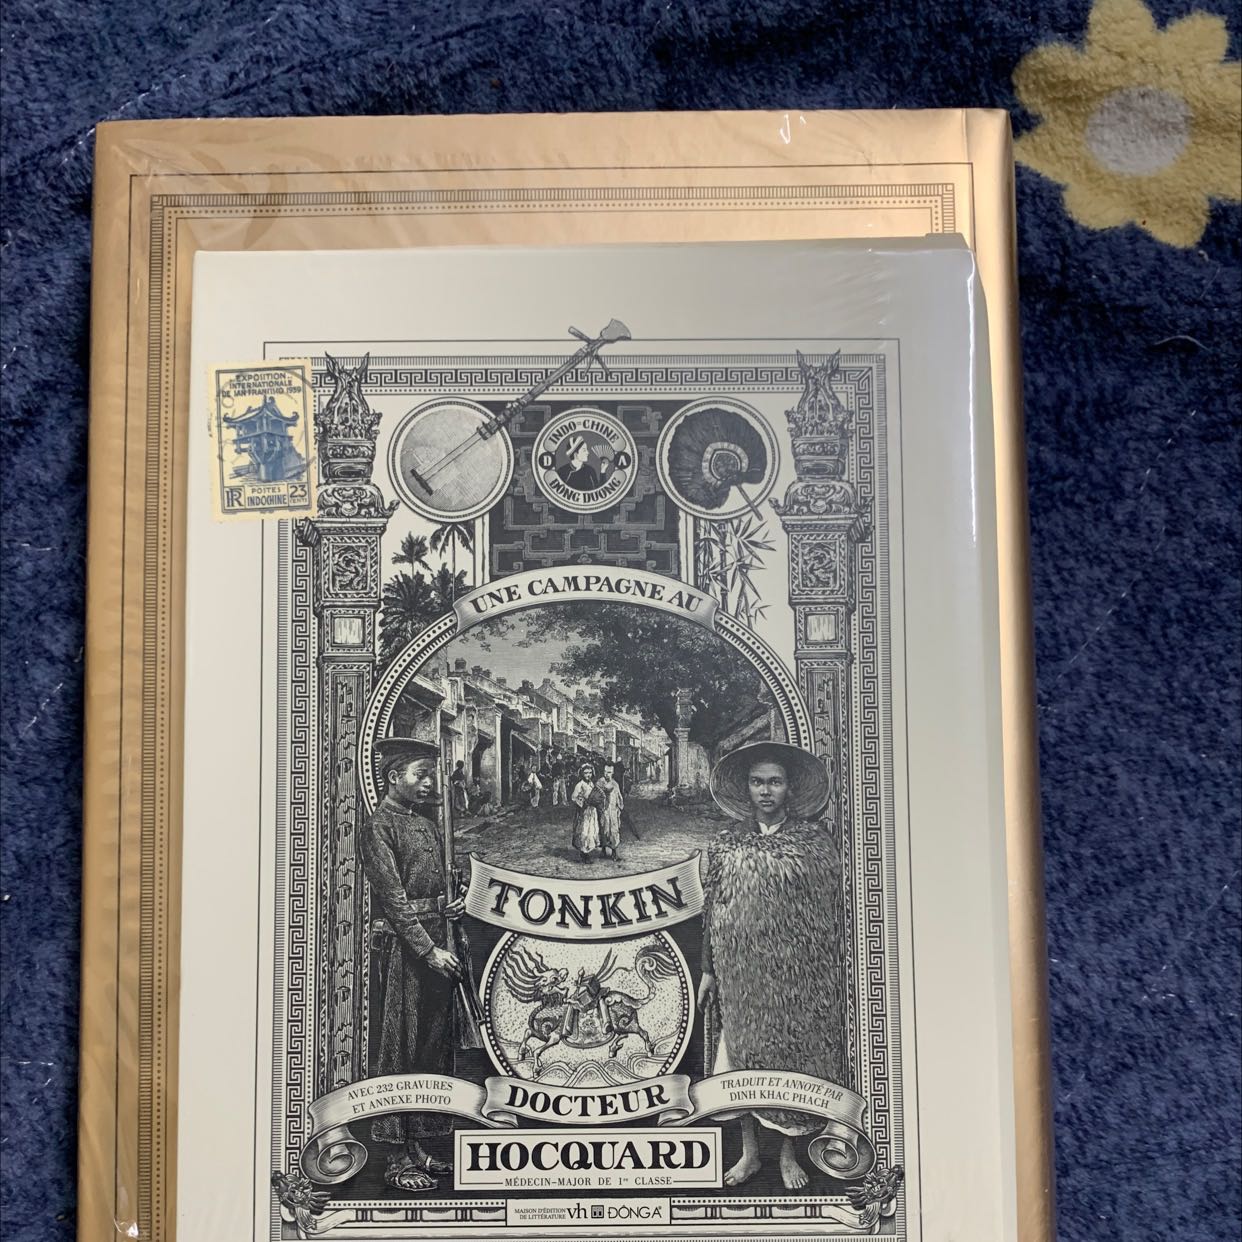 EXPOSITION
INTERNATIONALE
DE SAN FRANCISCO 1939
RF
POSTES
INDOCHINE
23
CENTS
INDO-CHINE
D A
ĐÔNG DƯƠNG
UNE CAMPAGNE AU
TONKIN
AVEC 232 GRAVURES
ET ANNEXE PHOTO
DOCTEUR
TRADUIT ET ANNOTÉ PAR
DINH KHAC PHACH
HOCQUARD
MÉDECIN-MAJOR DE 1re CLASSE
MAISON D'ÉDITION
DE LITTÉRATURE
vh
ĐÔNG A